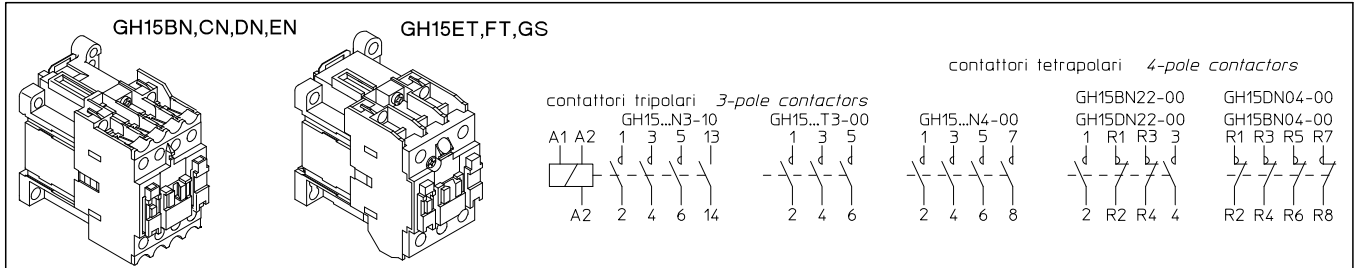 GH15BN,CN,DN,EN
GH15ET,FT,GS
contattori tetrapolari 4-pole contactors
contattori tripolari 3-pole contactors
GH15BN22-00 GH15DN04-00
GH15...N3-10 GH15...T3-00 GH15...N4-00 GH15DN22-00 GH15BN04-00
A1 A2 1 3 5 13 1 3 5 1 3 5 7 1 R1 R3 3 R1 R3 R5 R7
A2 2 4 6 14 2 4 6 2 4 6 8 2 R2 R4 4 R2 R4 R6 R8